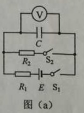 V
C
R₂ S₂
R₁ E S₁
图(a)